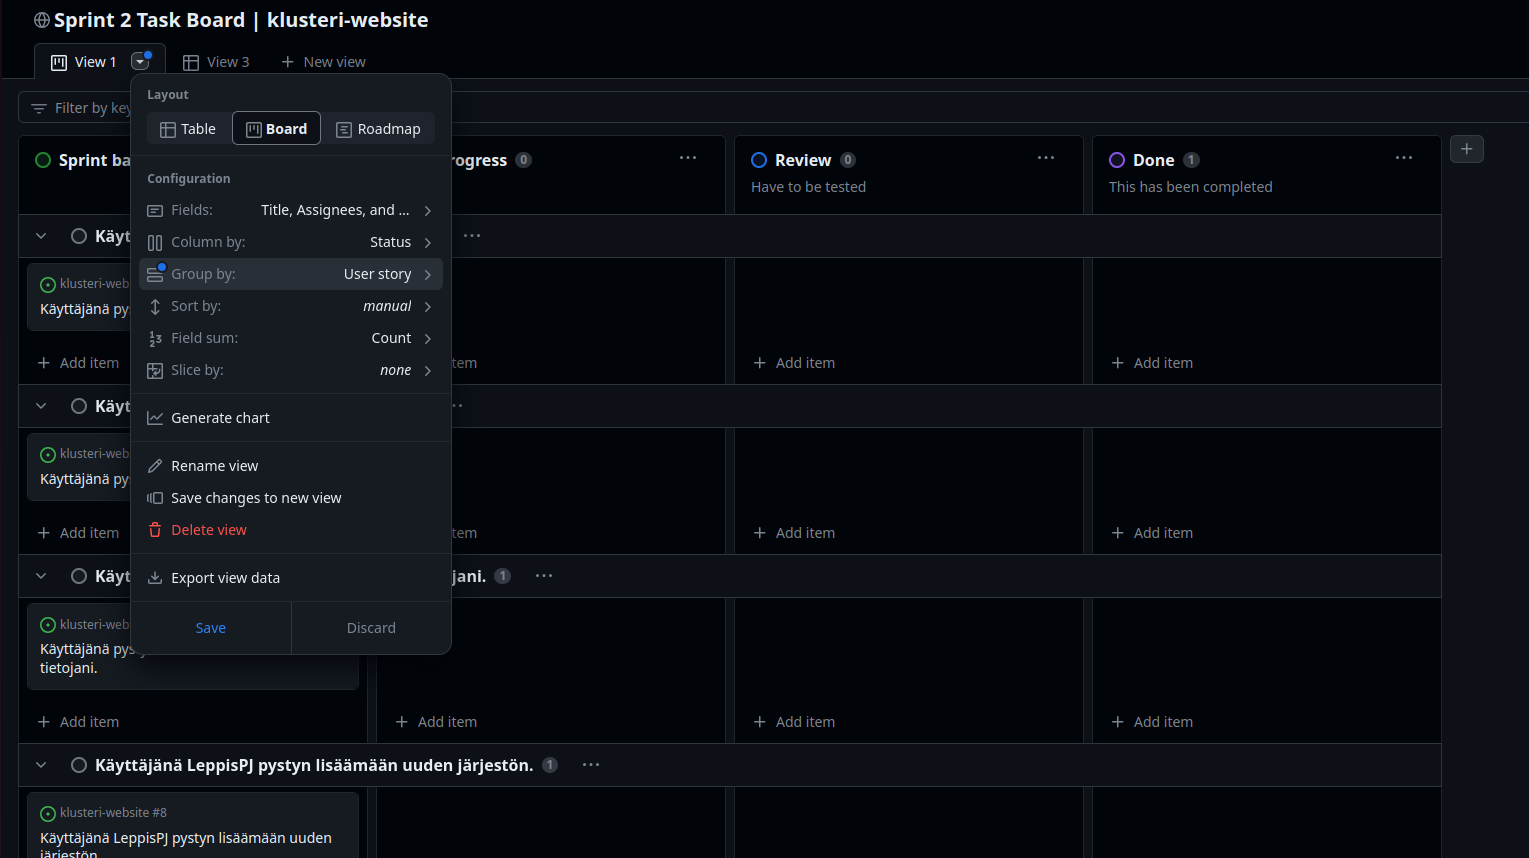 Sprint 2 Task Board | klusteri-website
View 1
View 3
New view
Filter by key
Layout
Table
Board
Roadmap
Sprint ba
rogress 0
Review 0
Have to be tested
Done 1
This has been completed
Configuration
Fields: Title, Assignees, and ...
Column by: Status
Group by: User story
Sort by: manual
Field sum: Count
Slice by: none
Generate chart
Rename view
Save changes to new view
Delete view
Export view data
Save
Discard
Käyt
klusteri-web
Käyttäjänä pys
Add item
tem
Add item
Add item
Käyt
klusteri-web
Käyttäjänä pys
Add item
tem
Add item
Add item
Käyt
jani. 1
klusteri-web
Käyttäjänä pys
tietojani.
Add item
Add item
Add item
Add item
Käyttäjänä LeppisPJ pystyn lisäämään uuden järjestön. 1
klusteri-website #8
Käyttäjänä LeppisPJ pystyn lisäämään uuden
järjestön